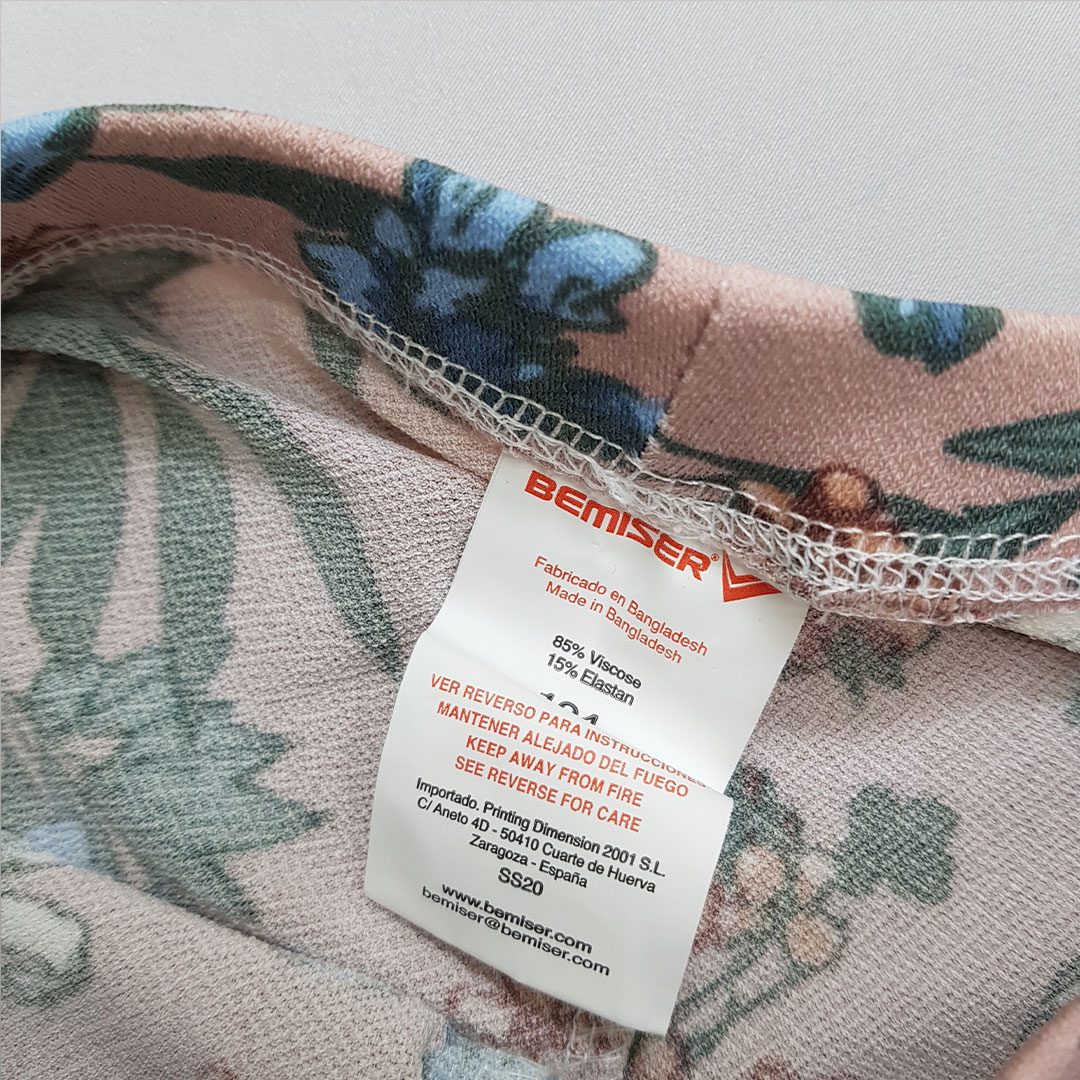 BEMISER®
Fabricado en Bangladesh
Made in Bangladesh
85% Viscose
15% Elastan
VER REVERSO PARA INSTRUCCIONES
MANTENER ALEJADO DEL FUEGO
KEEP AWAY FROM FIRE
SEE REVERSE FOR CARE
Importado. Printing Dimension 2001 S.L.
C/ Aneto 4D - 50410 Cuarte de Huerva
Zaragoza - España
SS20
www.bemiser.com
bemiser@bemiser.com